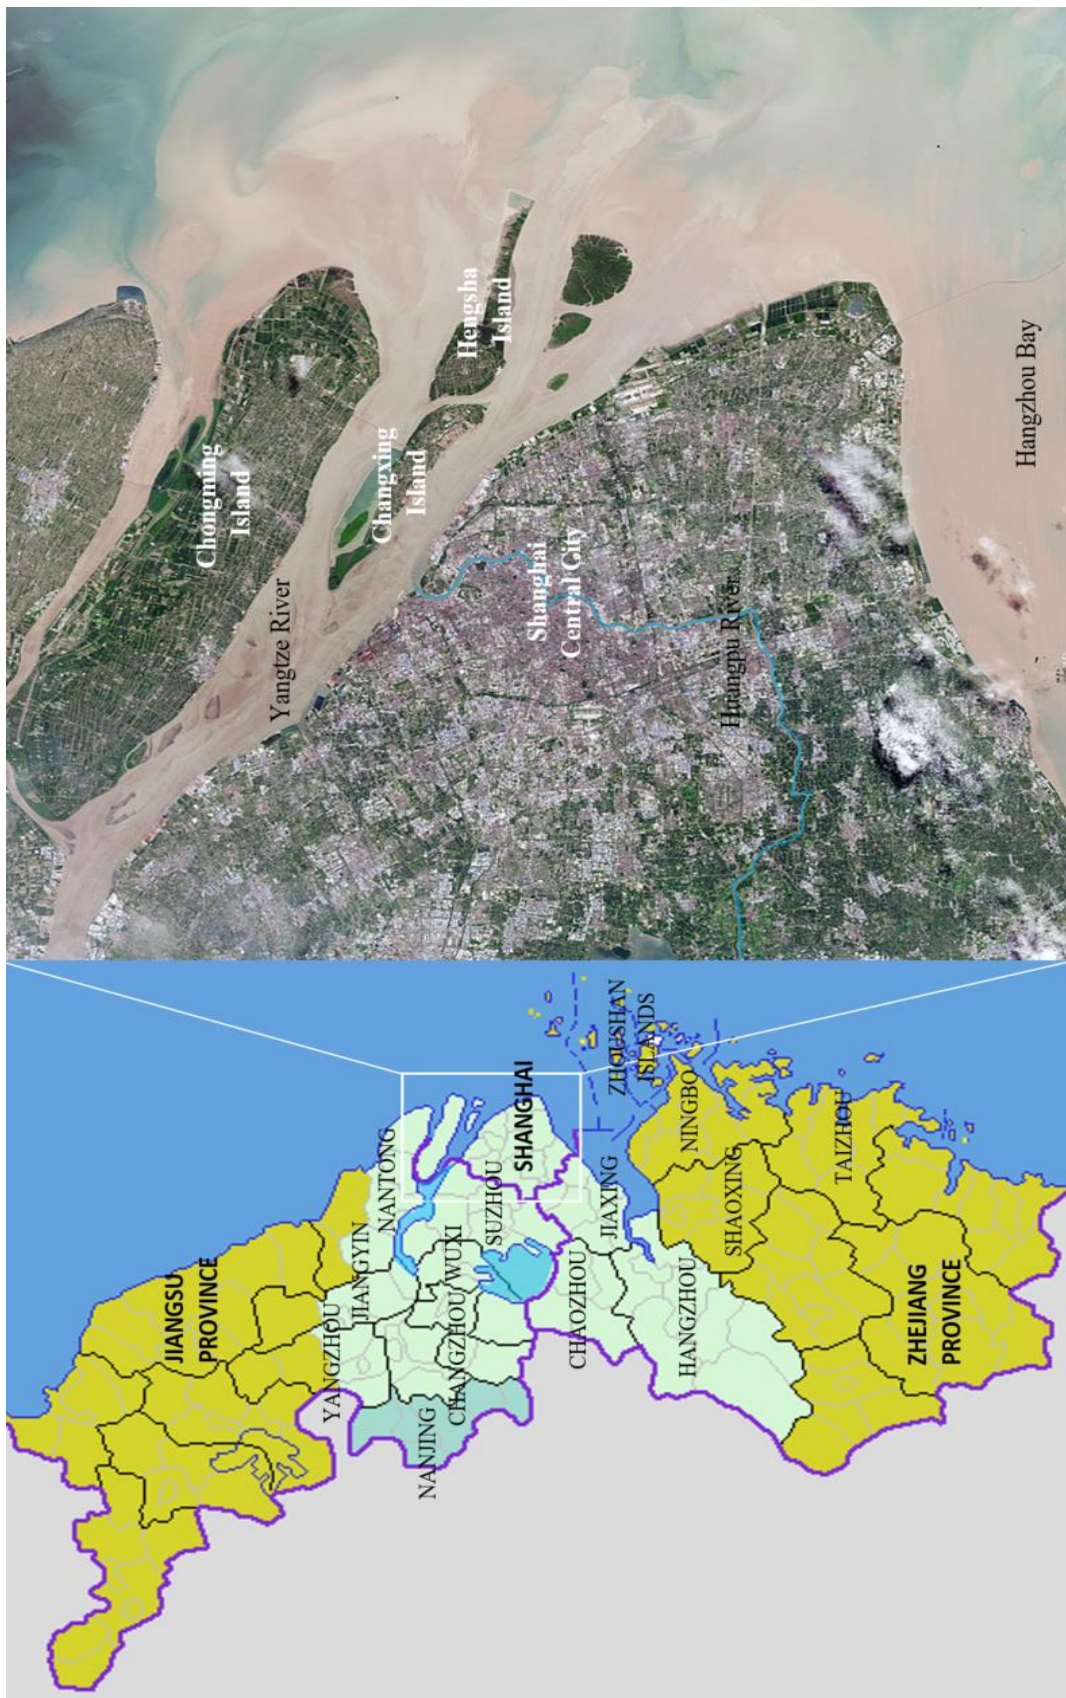 JIANGSU
PROVINCE
YANGZHOU
JIANGYIN
NANTONG
NANJING
CHANGZHOU
WUXI
SUZHOU
SHANGHAI
CHAOZHOU
JIAXING
ZHOUSHAN
ISLANDS
HANGZHOU
SHAOXING
NINGBO
TAIZHOU
ZHEJIANG
PROVINCE
Chongming
Island
Yangtze River
Changxing
Island
Hengsha
Island
Shanghai
Central City
Huangpu River
Hangzhou Bay